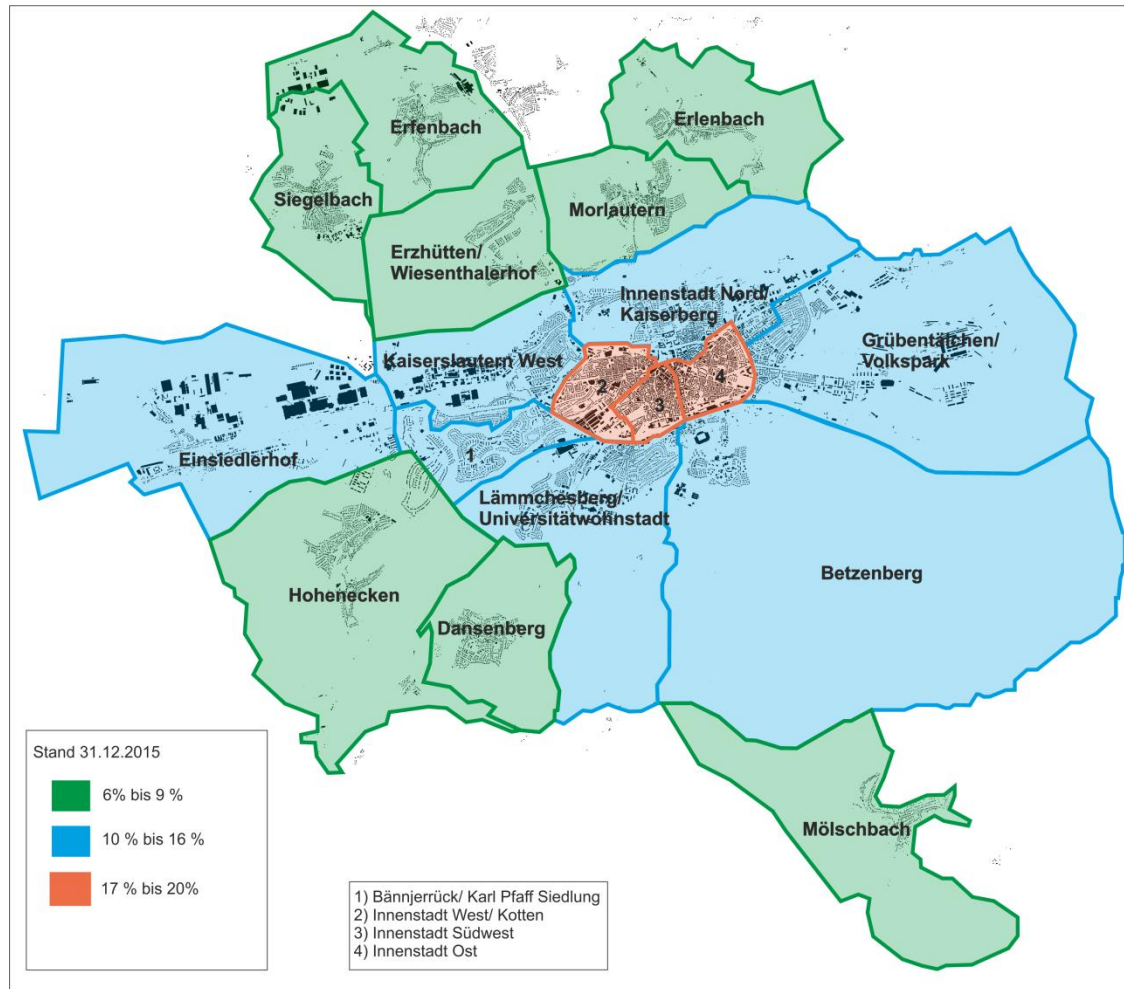 Erfenbach
Erlenbach
Siegelbach
Morlautern
Erzhütten/
Wiesenthalerhof
Innenstadt Nord/
Kaiserberg
Grübentälchen/
Volkspark
Kaiserslautern West
2
4
3
1
Einsiedlerhof
Lämmchesberg/
Universitätwohnstadt
Betzenberg
Hohenecken
Dansenberg
Mölschbach
Stand 31.12.2015
6% bis 9 %
10 % bis 16 %
17 % bis 20%
1) Bännjerrück/ Karl Pfaff Siedlung
2) Innenstadt West/ Kotten
3) Innenstadt Südwest
4) Innenstadt Ost